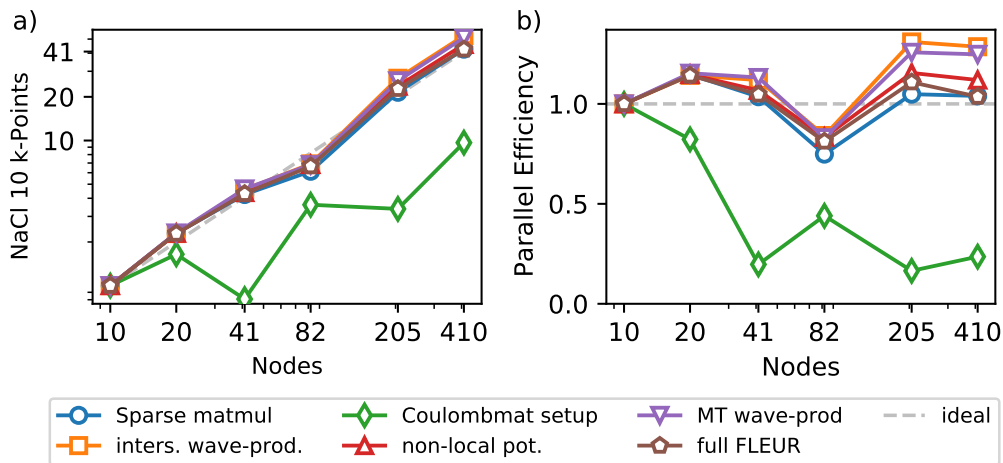 a)
NaCl 10 k-Points
41
20
10
10 20 41 82 205 410
Nodes
b)
Parallel Efficiency
1.0
0.5
0.0
10 20 41 82 205 410
Nodes
Sparse matmul
inters. wave-prod.
Coulombmat setup
non-local pot.
MT wave-prod
full FLEUR
ideal